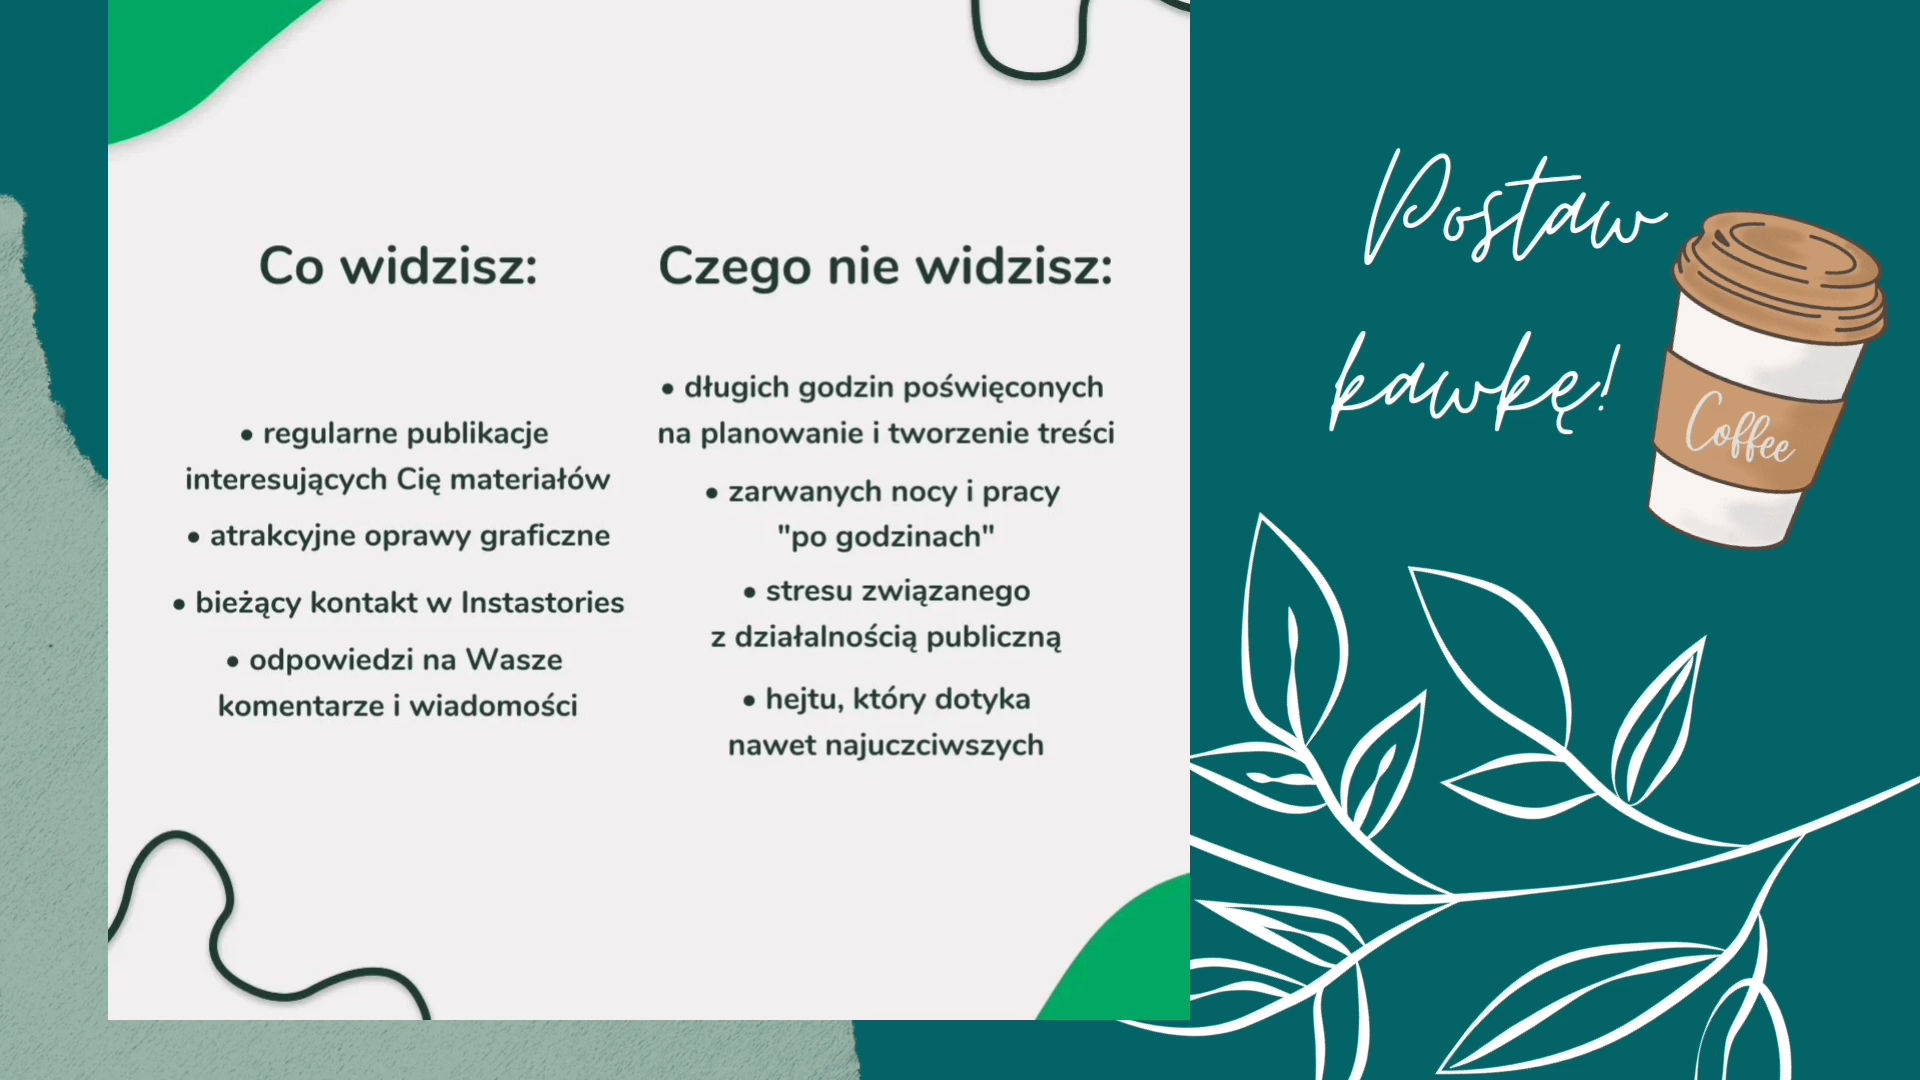 Co widzisz:
• regularne publikacje
interesujących Cię materiałów
• atrakcyjne oprawy graficzne
• bieżący kontakt w Instastories
• odpowiedzi na Wasze
komentarze i wiadomości
Czego nie widzisz:
• długich godzin poświęconych
na planowanie i tworzenie treści
• zarwanych nocy i pracy
"po godzinach"
• stresu związanego
z działalnością publiczną
• hejtu, który dotyka
nawet najuczciwszych
Postaw
kawkę!
Coffee